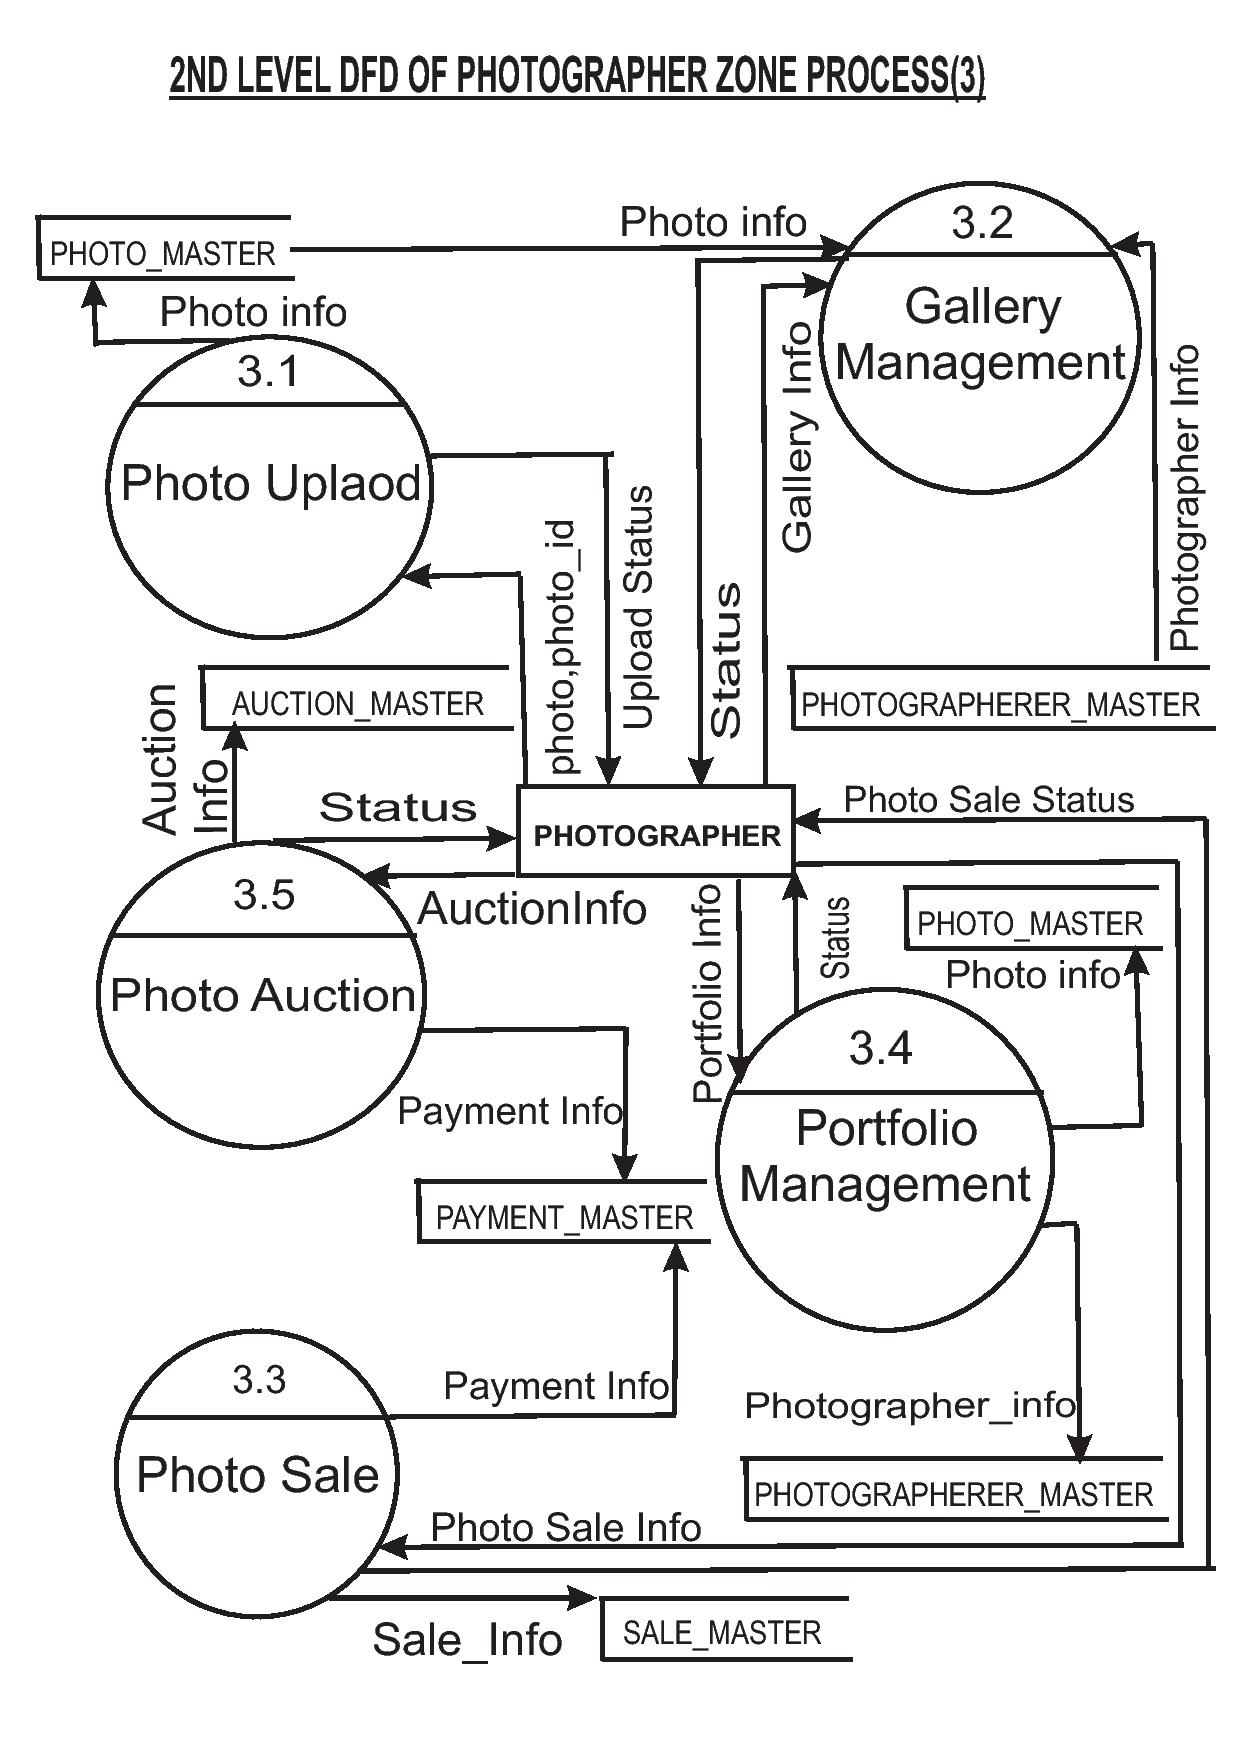 2ND LEVEL DFD OF PHOTOGRAPHER ZONE PROCESS(3)
PHOTO_MASTER
Photo info
3.2
Gallery
Management
Photo info
3.1
Photo Uplaod
Gallery Info
Photographer Info
photo,photo_id
Upload Status
Status
AUCTION_MASTER
PHOTOGRAPHERER_MASTER
Auction
Info
Status
PHOTOGRAPHER
Photo Sale Status
3.5
Photo Auction
AuctionInfo
Portfolio Info
Status
PHOTO_MASTER
Photo info
3.4
Portfolio
Management
Payment Info
PAYMENT_MASTER
3.3
Photo Sale
Payment Info
Photographer_info
PHOTOGRAPHERER_MASTER
Photo Sale Info
Sale_Info
SALE_MASTER